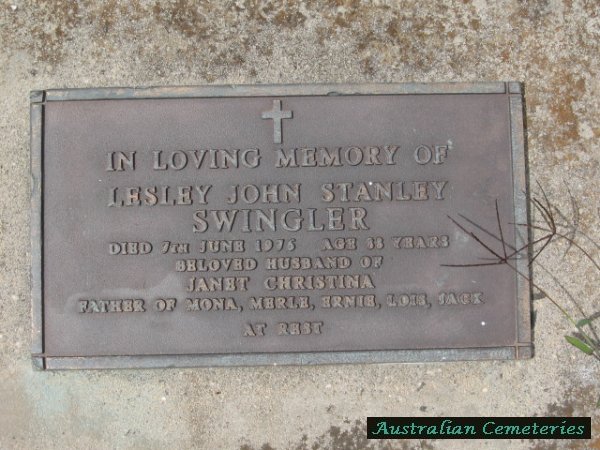 IN LOVING MEMORY OF
LESLEY JOHN STANLEY
SWINGLER
DIED 7TH JUNE 1975 AGE 88 YEARS
BELOVED HUSBAND OF
JANET CHRISTINA
FATHER OF MONA, MERLE, ERNIE, LOIS, JACK
AT REST
Australian Cemeteries